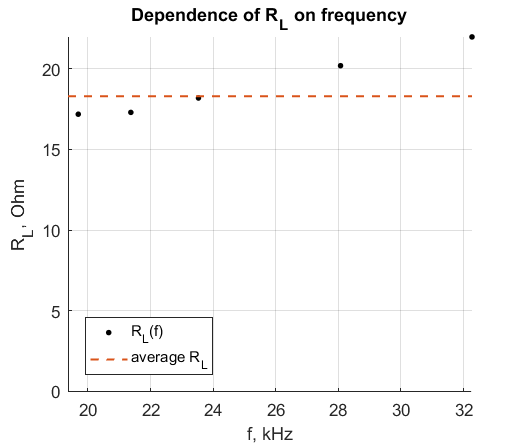 Dependence of R_L on frequency
20
15
10
5
0
R_L, Ohm
R_L(f)
average R_L
20 22 24 26 28 30 32
f, kHz